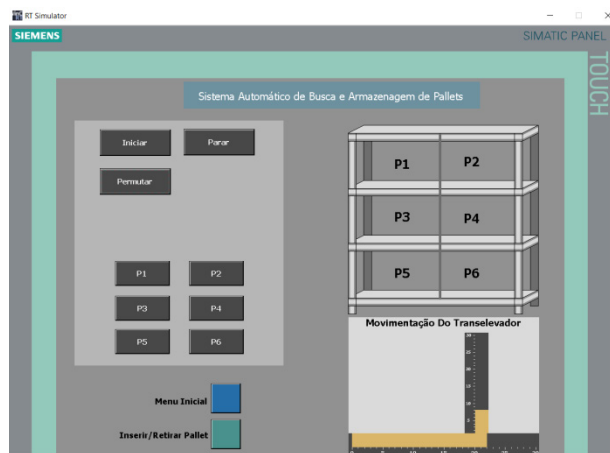 RT Simulator
SIEMENS
SIMATIC PANEL
TOUCH
Sistema Automático de Busca e Armazenagem de Pallets
Iniciar
Parar
Permutar
P1
P2
P3
P4
P5
P6
P1
P2
P3
P4
P5
P6
Movimentação Do Transelevador
Menu Inicial
Inserir/Retirar Pallet